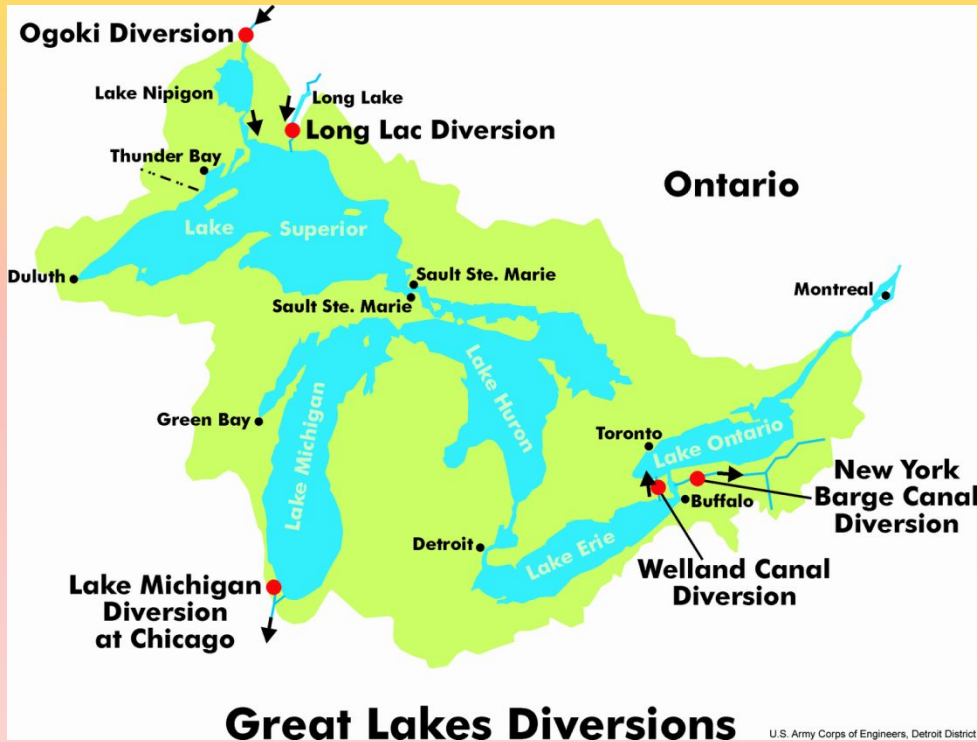 Ogoki Diversion
Lake Nipigon
Long Lake
Long Lac Diversion
Thunder Bay
Ontario
Lake Superior
Duluth
Sault Ste. Marie
Sault Ste. Marie
Montreal
Lake Michigan
Lake Huron
Green Bay
Toronto
Lake Ontario
New York
Barge Canal
Diversion
Buffalo
Detroit
Lake Erie
Welland Canal
Diversion
Lake Michigan
Diversion
at Chicago
Great Lakes Diversions
U.S. Army Corps of Engineers, Detroit District